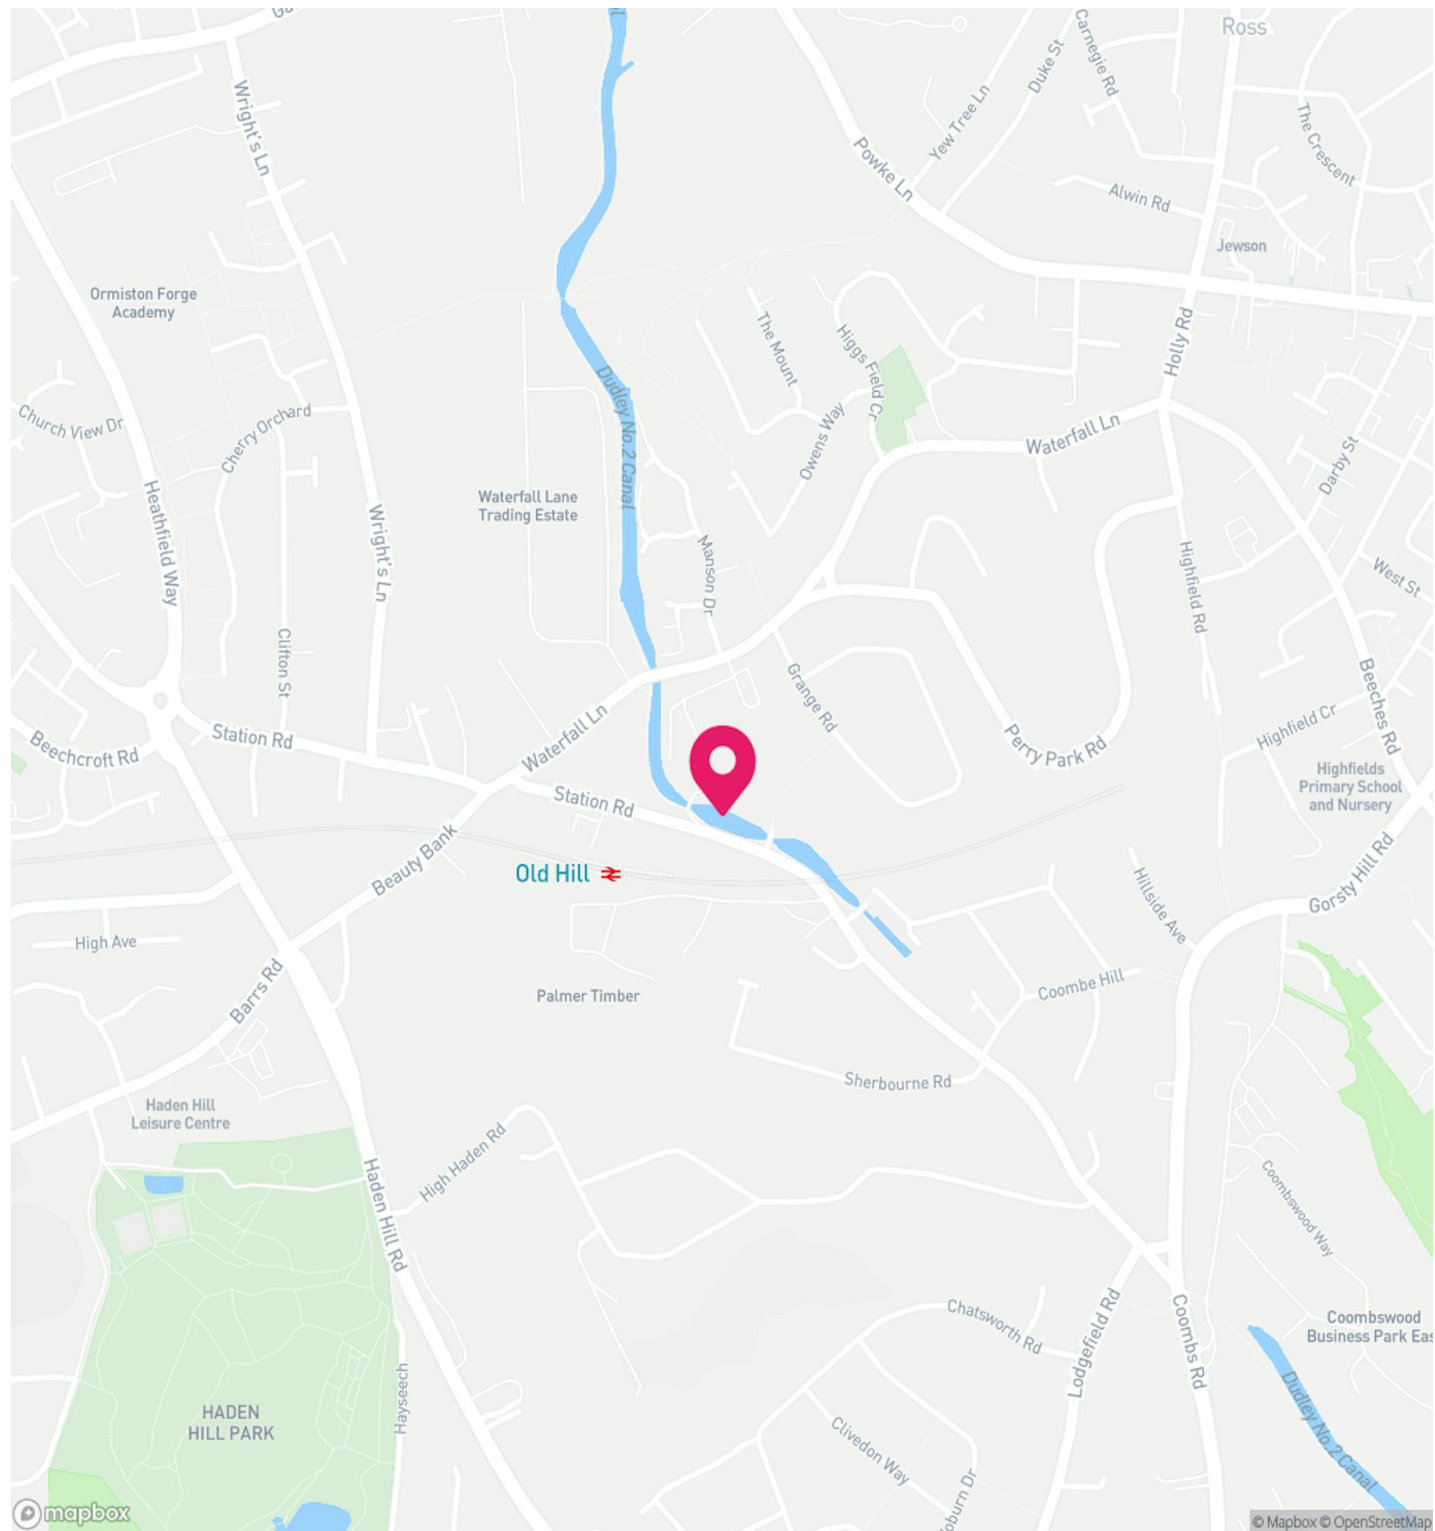 Ross
Carnegie Rd
Duke St
Yew Tree Ln
The Crescent
Wright's Ln
Powke Ln
Alwin Rd
Jewson
Ormiston Forge
Academy
The Mount
Higgs Field Cr
Holly Rd
Dudley No.2 Canal
Church View Dr
Cherry Orchard
Owens Way
Waterfall Ln
Darby St
Heathfield Way
Waterfall Lane
Trading Estate
Wright's Ln
Manson Dr
Highfield Rd
West St
Clifton St
Grange Rd
Beeches Rd
Station Rd
Beechcroft Rd
Waterfall Ln
Perry Park Rd
Highfield Cr
Highfields
Primary School
and Nursery
Station Rd
Beauty Bank
Old Hill
Hillside Ave
Gorsty Hill Rd
High Ave
Barrs Rd
Palmer Timber
Coombe Hill
Sherbourne Rd
Haden Hill
Leisure Centre
High Haden Rd
Haden Hill Rd
Coombswood Way
Chatsworth Rd
Lodgefield Rd
Coombs Rd
Coombswood
Business Park Eas
HADEN
HILL PARK
Hayseech
Clivedon Way
oburn Dr
Dudley No.2 Canal
mapbox
© Mapbox © OpenStreetMap